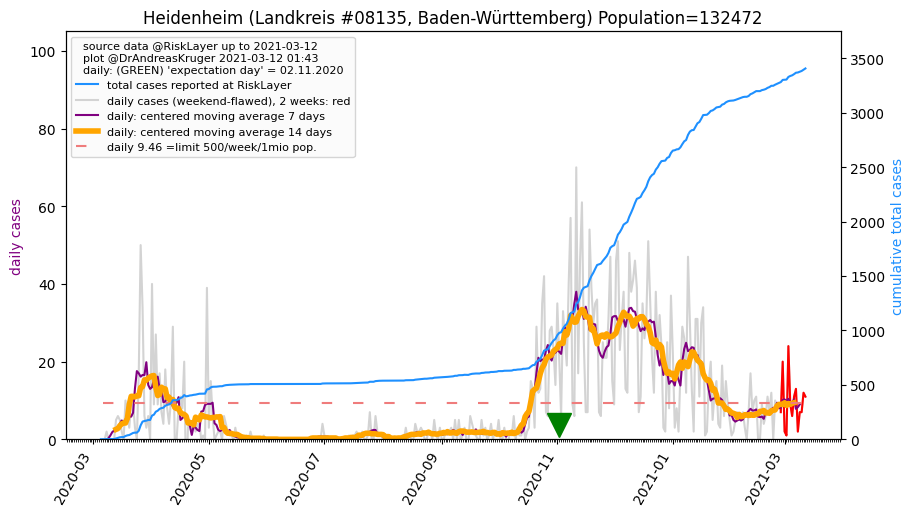 Heidenheim (Landkreis #08135, Baden-Württemberg) Population=132472
source data @RiskLayer up to 2021-03-12
plot @DrAndreasKruger 2021-03-12 01:43
daily: (GREEN) 'expectation day' = 02.11.2020
total cases reported at RiskLayer
daily cases (weekend-flawed), 2 weeks: red
daily: centered moving average 7 days
daily: centered moving average 14 days
daily 9.46 =limit 500/week/1mio pop.
daily cases
100
80
60
40
20
0
cumulative total cases
3500
3000
2500
2000
1500
1000
500
0
2020-03
2020-05
2020-07
2020-09
2020-11
2021-01
2021-03